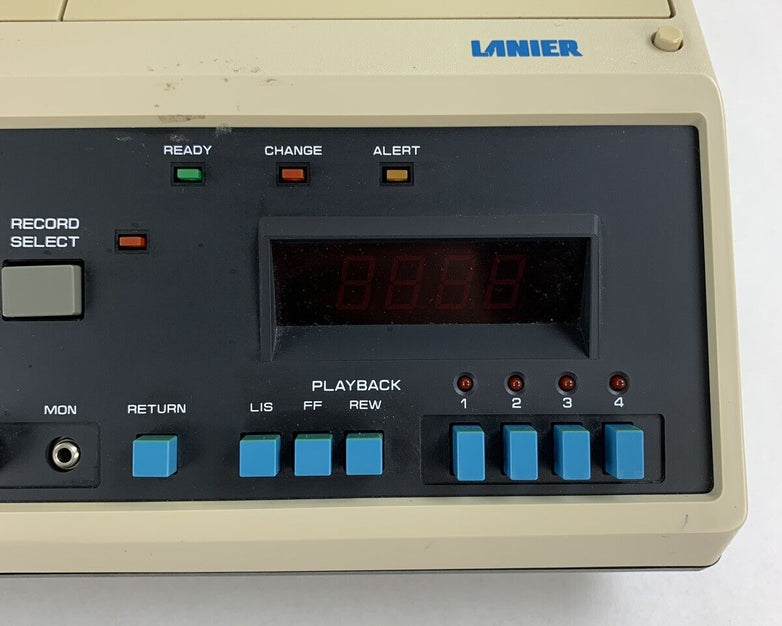 LANIER
READY CHANGE ALERT
RECORD
SELECT
PLAYBACK
MON RETURN LIS FF REW 1 2 3 4